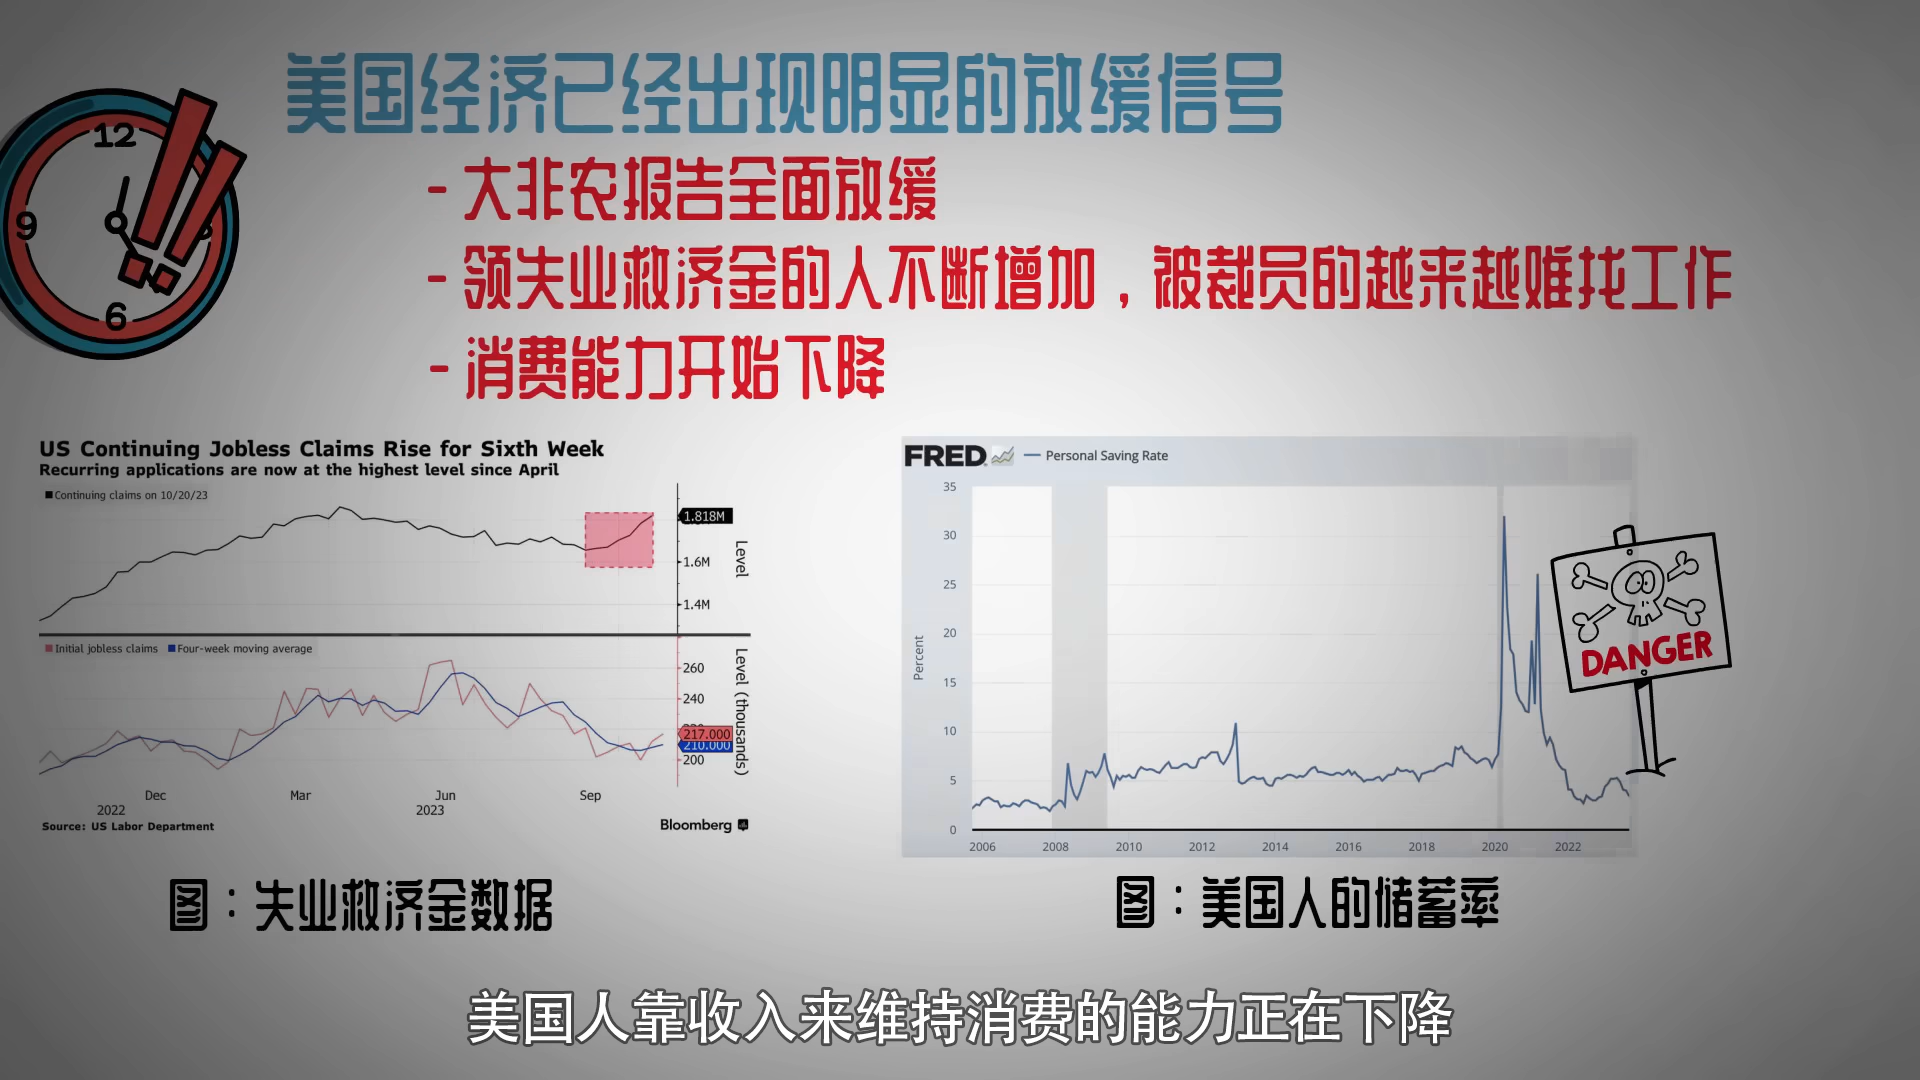 美国经济已经出现明显的放缓信号
- 大非农报告全面放缓
- 领失业救济金的人不断增加，被裁员的越来越难找工作
- 消费能力开始下降
12
9
6
US Continuing Jobless Claims Rise for Sixth Week
Recurring applications are now at the highest level since April
Continuing claims on 10/20/23
1.818M
1.6M
1.4M
Level
Initial jobless claims Four-week moving average
260
240
217.000
210.000
200
Level (thousands)
Dec Mar Jun Sep
2022 2023
Source: US Labor Department
Bloomberg
FRED Personal Saving Rate
35
30
25
20
15
10
5
0
Percent
2006 2008 2010 2012 2014 2016 2018 2020 2022
DANGER
图：失业救济金数据
图：美国人的储蓄率
美国人靠收入来维持消费的能力正在下降